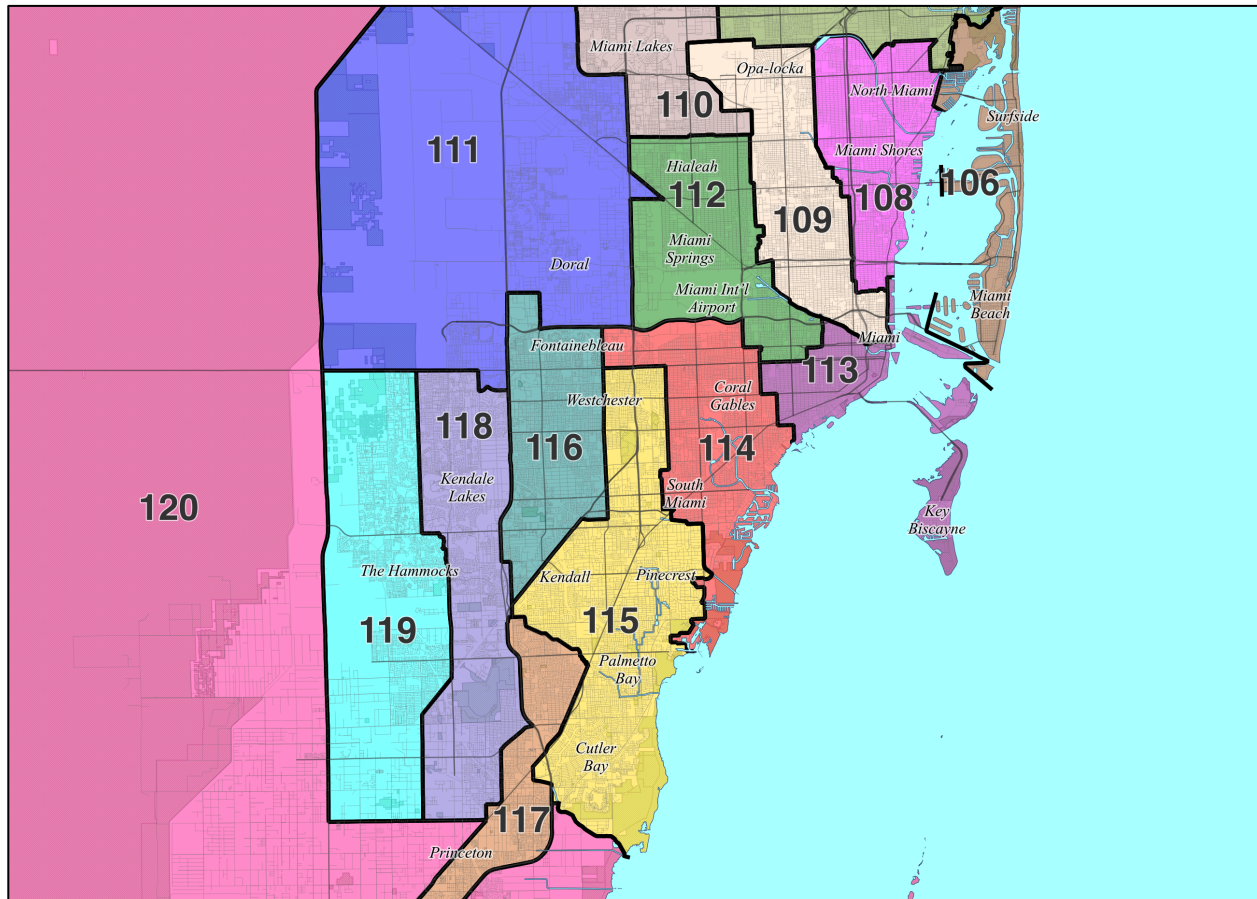 Miami Lakes
Opa-locka
110
North Miami
Surfside
111
Miami Shores
Hialeah
112
108
106
109
Miami
Springs
Doral
Miami Int'l
Airport
Miami
Beach
Miami
Fontainebleau
113
Coral
Gables
Westchester
118
116
114
Kendale
Lakes
South
Miami
120
Key
Biscayne
The Hammocks
Kendall
Pinecrest
119
115
Palmetto
Bay
Cutler
Bay
117
Princeton